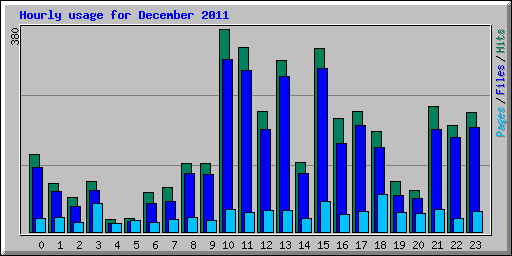 Hourly usage for December 2011
380
Pages / Files / Hits
0 1 2 3 4 5 6 7 8 9 10 11 12 13 14 15 16 17 18 19 20 21 22 23